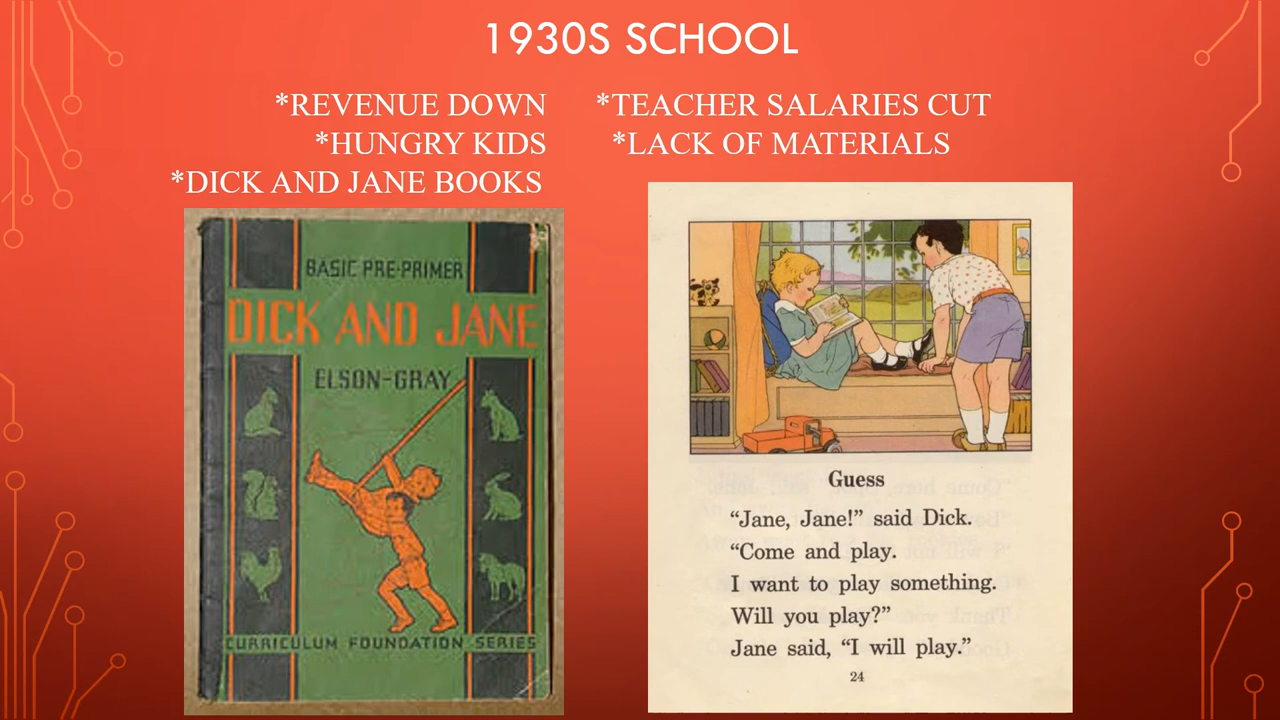 1930S SCHOOL
*REVENUE DOWN
*TEACHER SALARIES CUT
*HUNGRY KIDS
*LACK OF MATERIALS
*DICK AND JANE BOOKS
BASIC PRE-PRIMER
DICK AND JANE
ELSON-GRAY
CURRICULUM FOUNDATION SERIES
Guess
“Jane, Jane!” said Dick.
“Come and play.
I want to play something.
Will you play?”
Jane said, “I will play.”
24